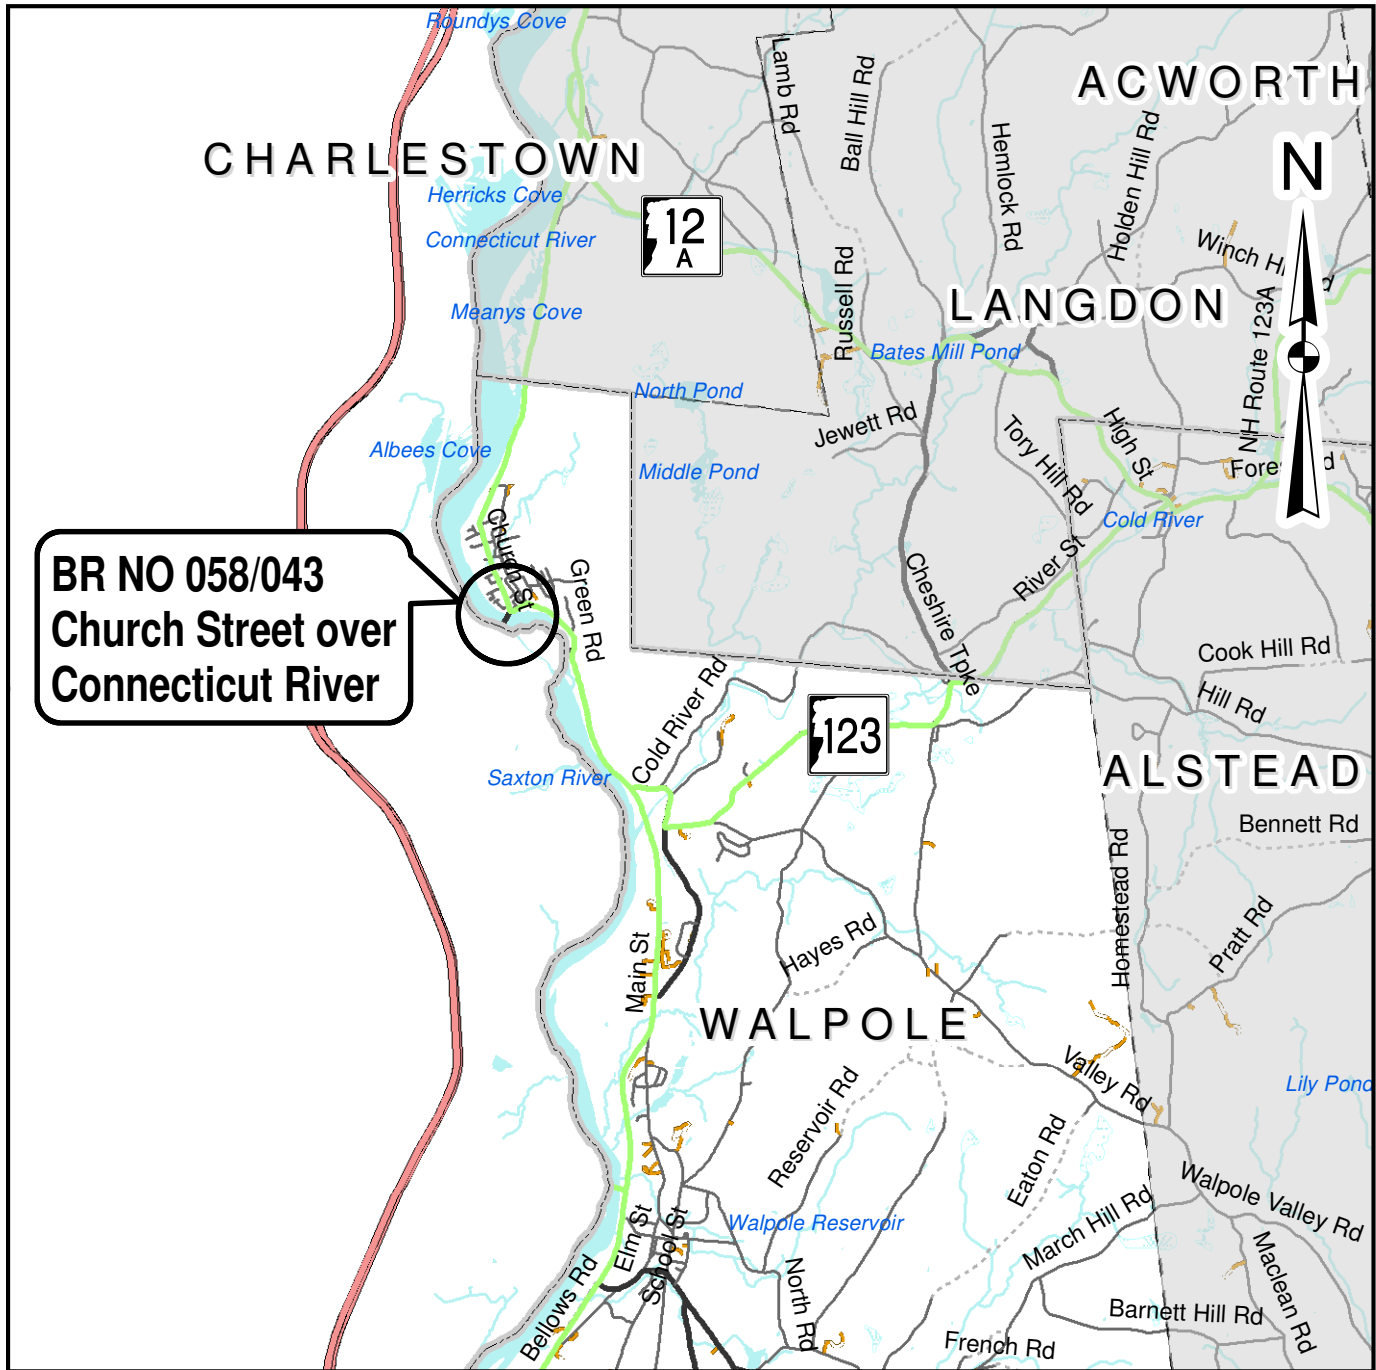 Roundys Cove
ACWORTH
Lamb Rd
Ball Hill Rd
Hemlock Rd
Holden Hill Rd
N
CHARLESTOWN
Herricks Cove
Connecticut River
12
A
Winch Hi
d
Meanys Cove
Russell Rd
LANGDON
NH Route 123A
Bates Mill Pond
North Pond
Jewett Rd
Tory Hill Rd
High St
Albees Cove
Middle Pond
Fores
d
Cold River
BR NO 058/043
Church Street over
Connecticut River
Church St
Green Rd
Cheshire Tpke
River St
Cook Hill Rd
Hill Rd
Cold River Rd
123
Saxton River
ALSTEAD
Bennett Rd
Homestead Rd
Pratt Rd
Hayes Rd
Main St
WALPOLE
Valley Rd
Lily Pond
Reservoir Rd
Eaton Rd
Walpole Valley Rd
March Hill Rd
Walpole Reservoir
Elm St
School St
Bellows Rd
North Rd
Maclean Rd
Barnett Hill Rd
French Rd